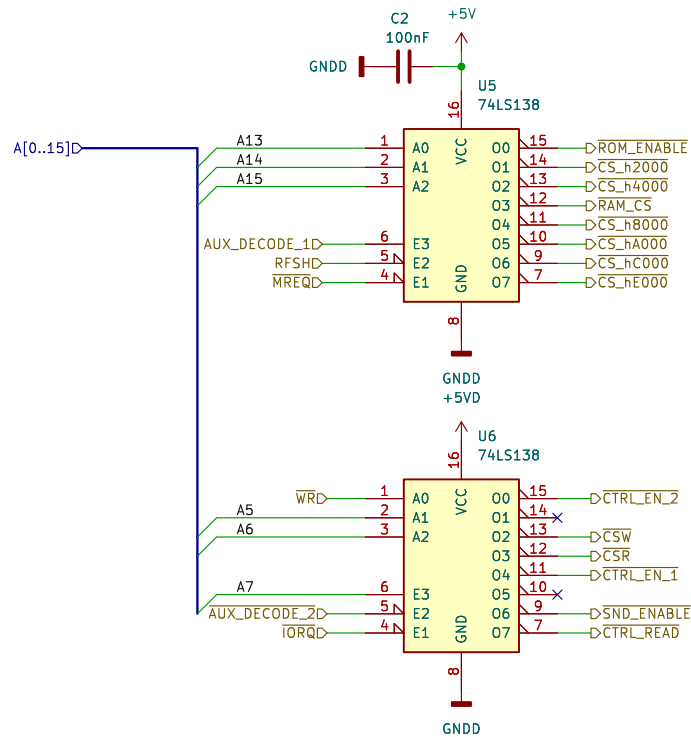 +5V
C2
100nF
GNDD
U5
74LS138
16
VCC
A[0..15]
A13 1 A0 O0 15 ROM_ENABLE
A14 2 A1 O1 14 CS_h2000
A15 3 A2 O2 13 CS_h4000
O3 12 RAM_CS
O4 11 CS_h8000
AUX_DECODE_1 6 E3 O5 10 CS_hA000
RFSH 5 E2 O6 9 CS_hC000
MREQ 4 E1 O7 7 CS_hE000
GND
8
GNDD
+5VD
U6
74LS138
16
VCC
WR 1 A0 O0 15 CTRL_EN_2
A5 2 A1 O1 14
A6 3 A2 O2 13 CSW
O3 12 CSR
O4 11 CTRL_EN_1
A7 6 E3 O5 10
AUX_DECODE_2 5 E2 O6 9 SND_ENABLE
IORQ 4 E1 O7 7 CTRL_READ
GND
8
GNDD